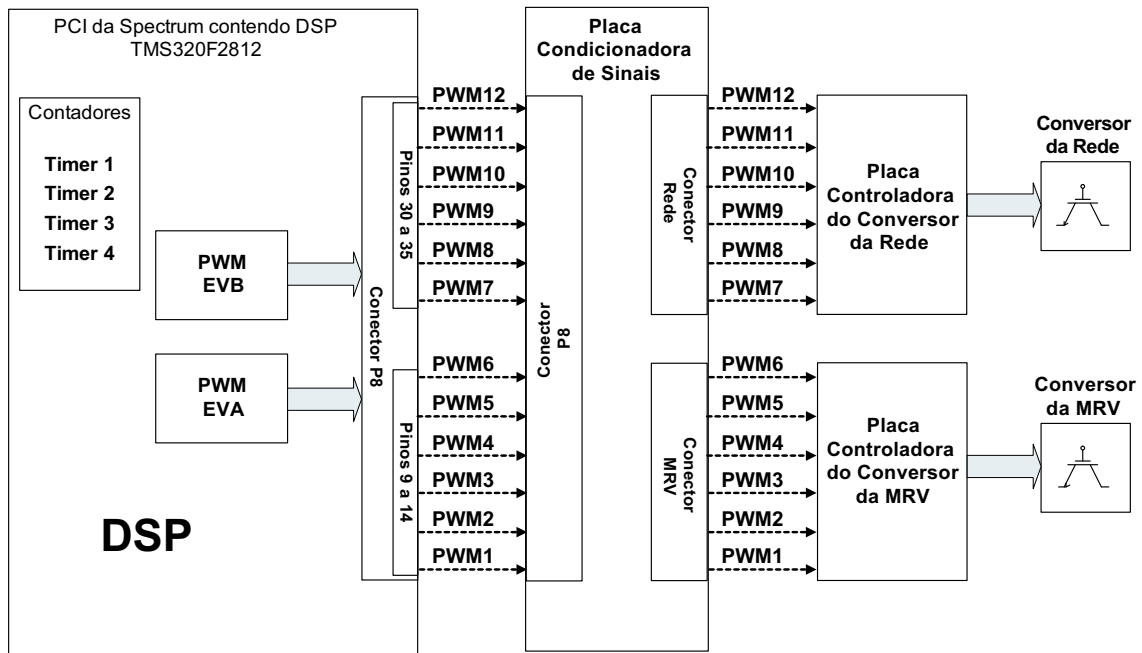 PCI da Spectrum contendo DSP
TMS320F2812
Contadores
Timer 1
Timer 2
Timer 3
Timer 4
PWM
EVB
PWM
EVA
DSP
Conector P8
Pinos 30 a 35
Pinos 9 a 14
PWM12
PWM11
PWM10
PWM9
PWM8
PWM7
PWM6
PWM5
PWM4
PWM3
PWM2
PWM1
Placa
Condicionadora
de Sinais
Conector
P8
Conector
Rede
Conector
MRV
PWM12
PWM11
PWM10
PWM9
PWM8
PWM7
PWM6
PWM5
PWM4
PWM3
PWM2
PWM1
Placa
Controladora
do Conversor
da Rede
Placa
Controladora
do Conversor
da MRV
Conversor
da Rede
Conversor
da MRV